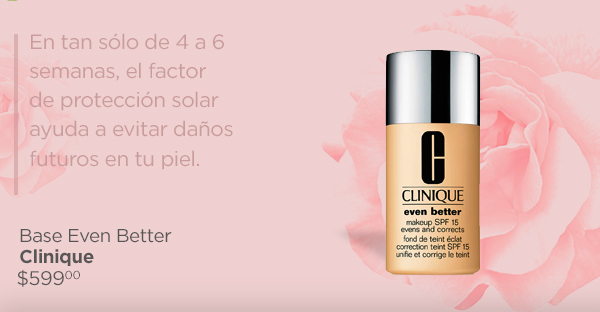 En tan sólo de 4 a 6
semanas, el factor
de protección solar
ayuda a evitar daños
futuros en tu piel.
Base Even Better
Clinique
$59900
C
CLINIQUE
even better
makeup SPF 15
evens and corrects
fond de teint éclat
correction teint SPF 15
unifie et corrige le teint